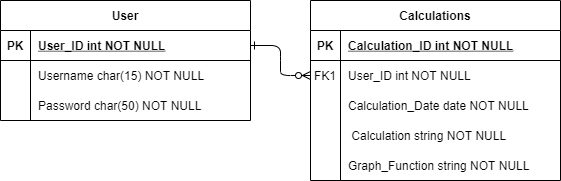 User
PK User_ID int NOT NULL
Username char(15) NOT NULL
Password char(50) NOT NULL
Calculations
PK Calculation_ID int NOT NULL
FK1 User_ID int NOT NULL
Calculation_Date date NOT NULL
Calculation string NOT NULL
Graph_Function string NOT NULL